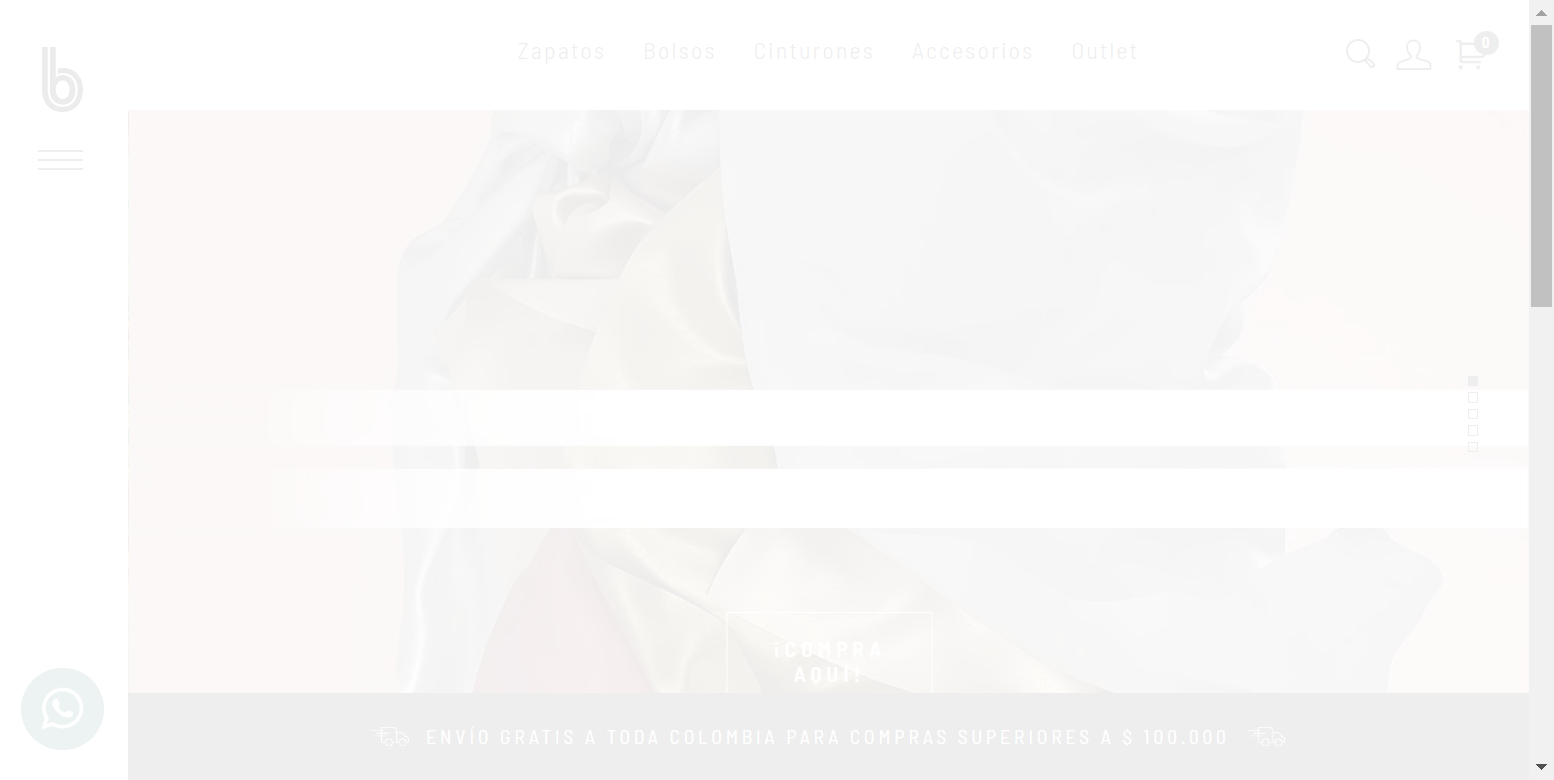 b
Zapatos Bolsos Cinturones Accesorios Outlet
0
¡COMPRA
AQUÍ!
ENVÍO GRATIS A TODA COLOMBIA PARA COMPRAS SUPERIORES A $ 100.000